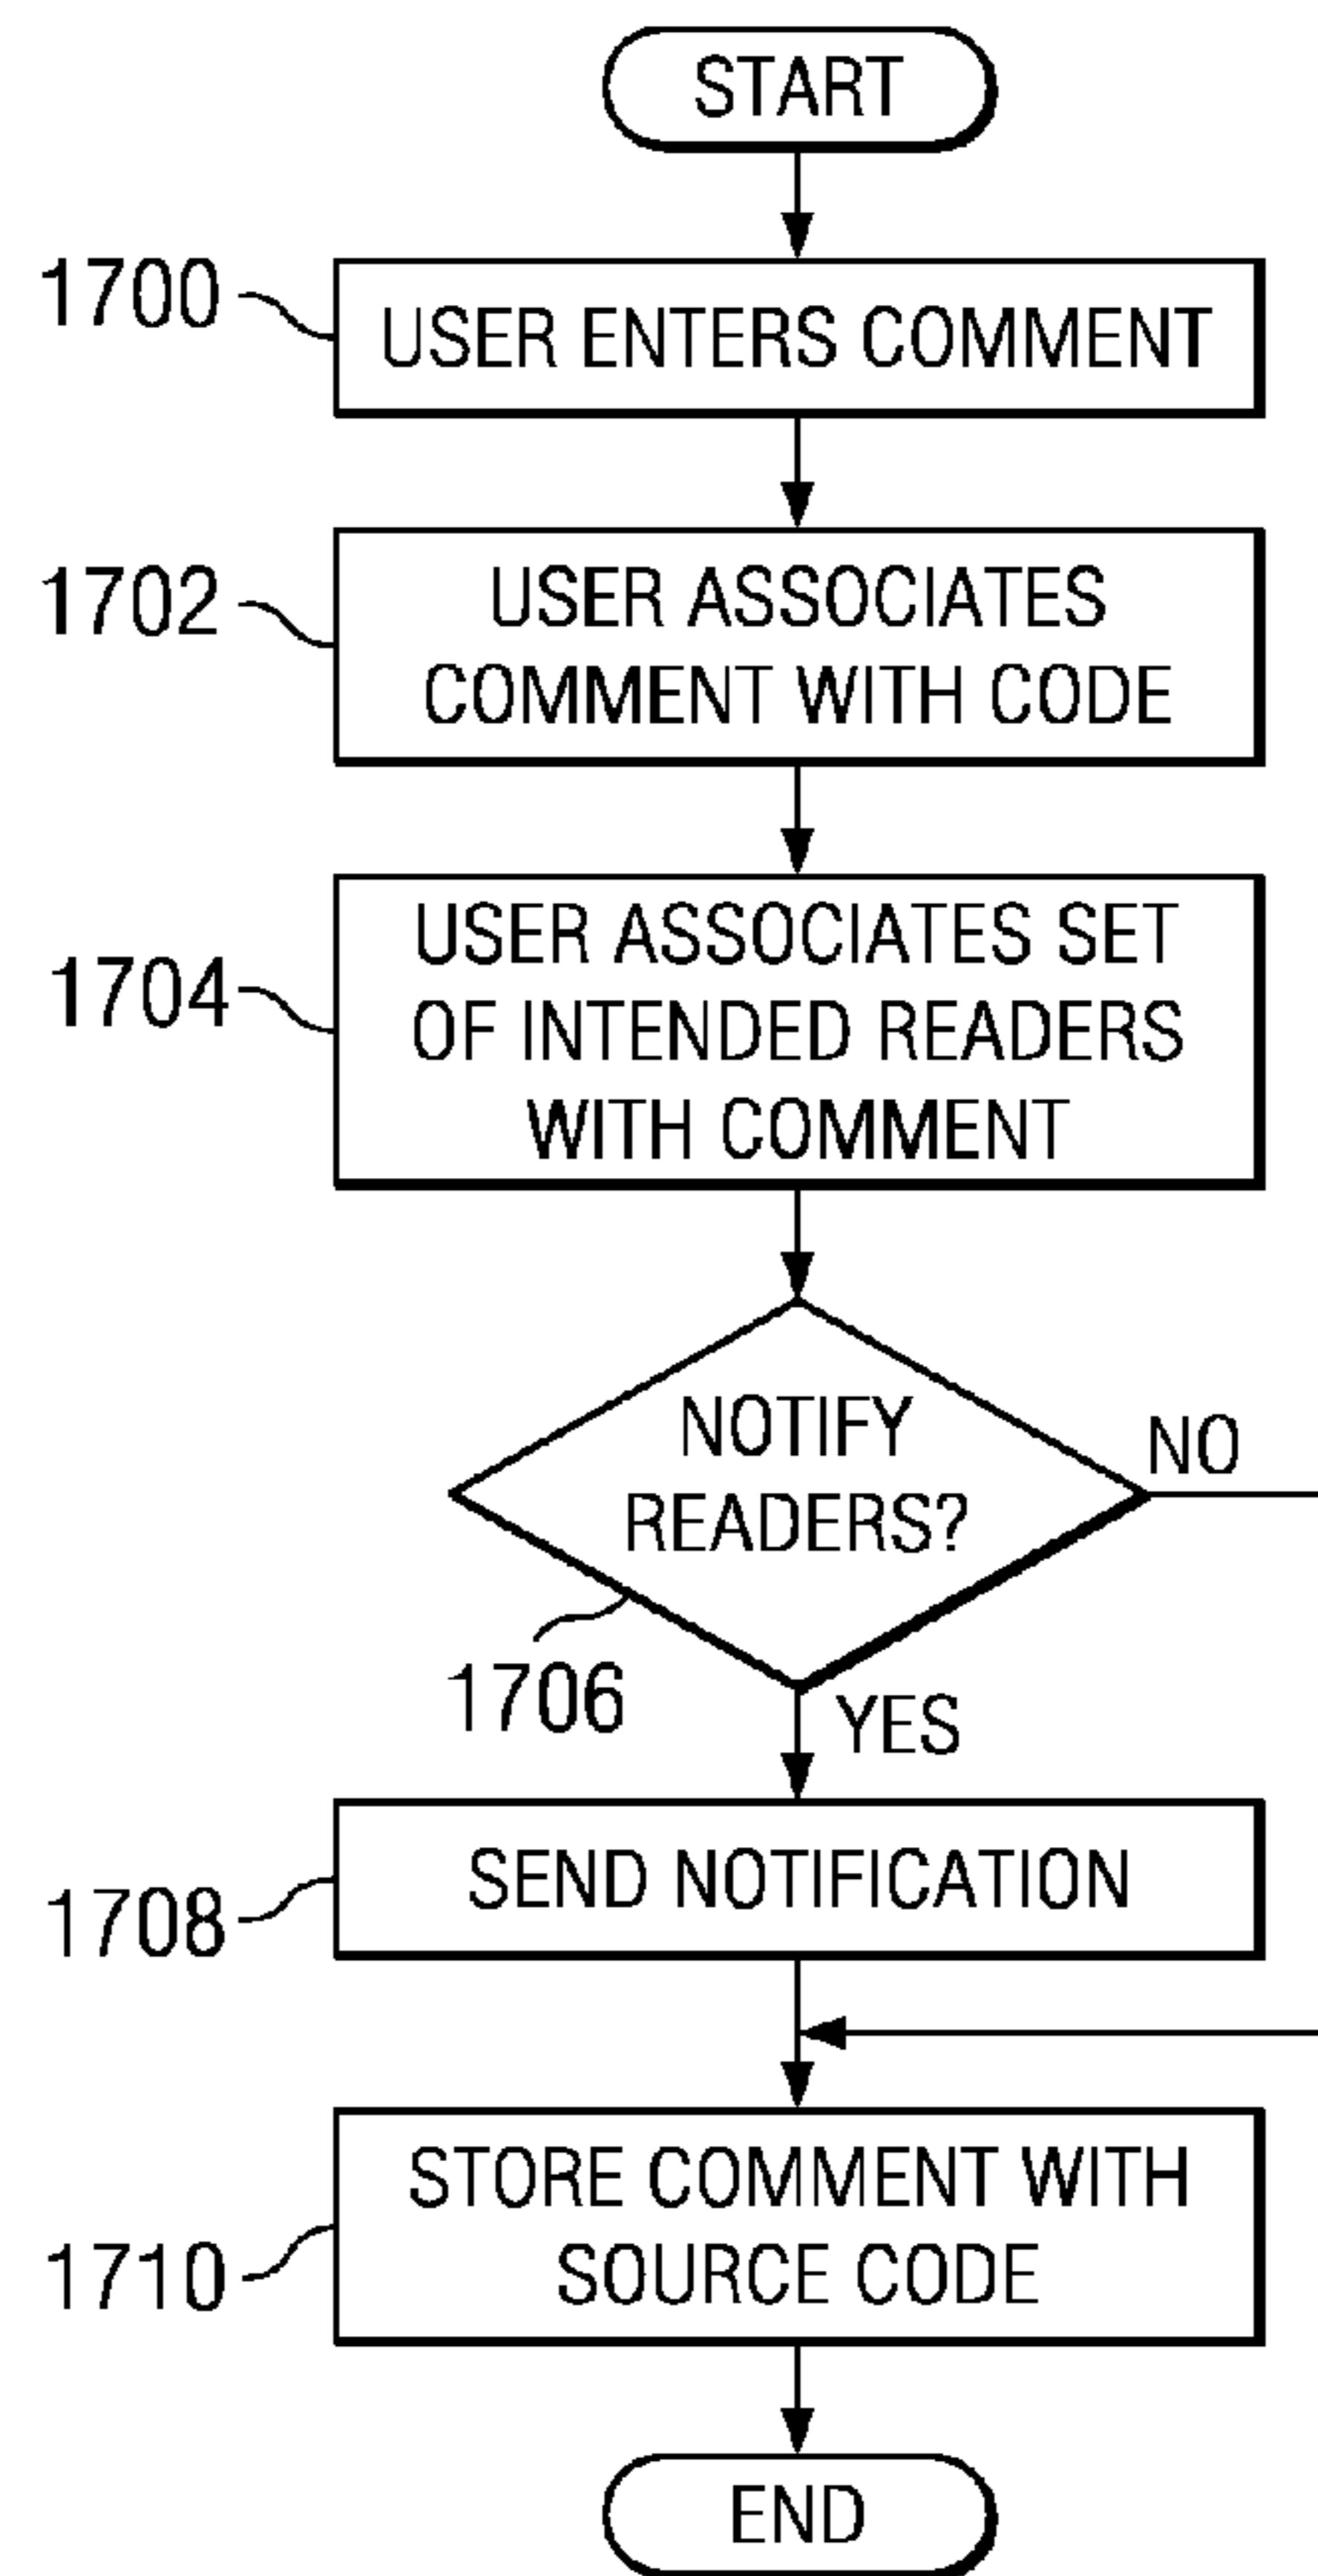 START
1700
USER ENTERS COMMENT
1702
USER ASSOCIATES
COMMENT WITH CODE
1704
USER ASSOCIATES SET
OF INTENDED READERS
WITH COMMENT
NOTIFY
READERS?
NO
1706
YES
1708
SEND NOTIFICATION
1710
STORE COMMENT WITH
SOURCE CODE
END